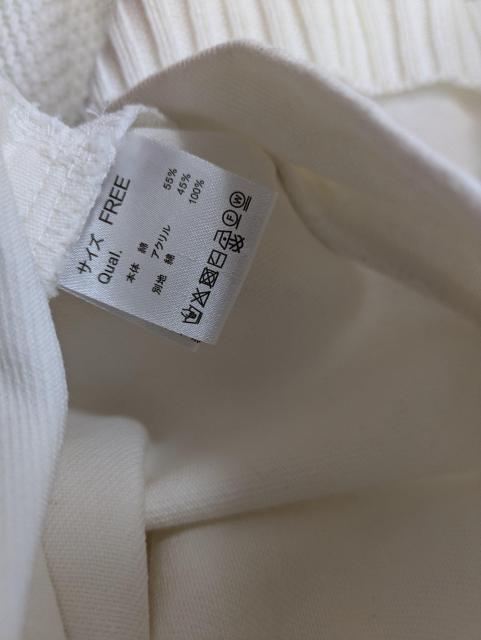 サイズ FREE
Qual.
本体 綿 55%
アクリル 45%
別地 綿 100%
F W